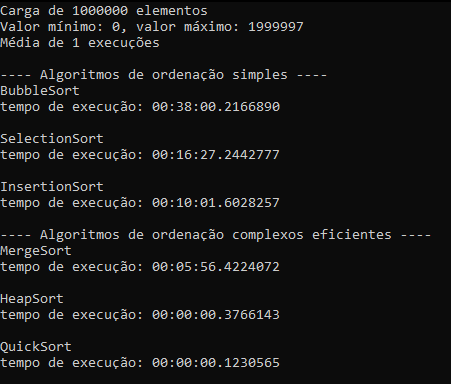 Carga de 1000000 elementos
Valor mínimo: 0, valor máximo: 1999997
Média de 1 execuções
---- Algoritmos de ordenação simples ----
BubbleSort
tempo de execução: 00:38:00.2166890
SelectionSort
tempo de execução: 00:16:27.2442777
InsertionSort
tempo de execução: 00:10:01.6028257
---- Algoritmos de ordenação complexos eficientes ----
MergeSort
tempo de execução: 00:05:56.4224072
HeapSort
tempo de execução: 00:00:00.3766143
QuickSort
tempo de execução: 00:00:00.1230565